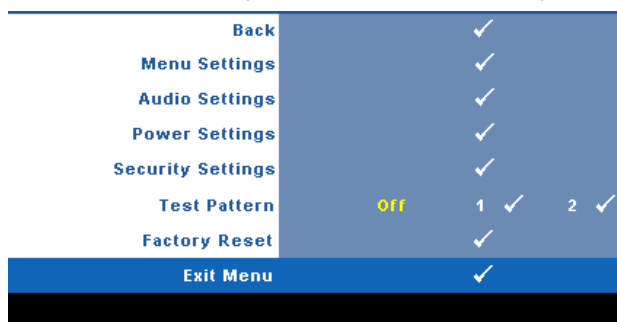 Back ✓
Menu Settings ✓
Audio Settings ✓
Power Settings ✓
Security Settings ✓
Test Pattern Off 1 ✓ 2 ✓
Factory Reset ✓
Exit Menu ✓